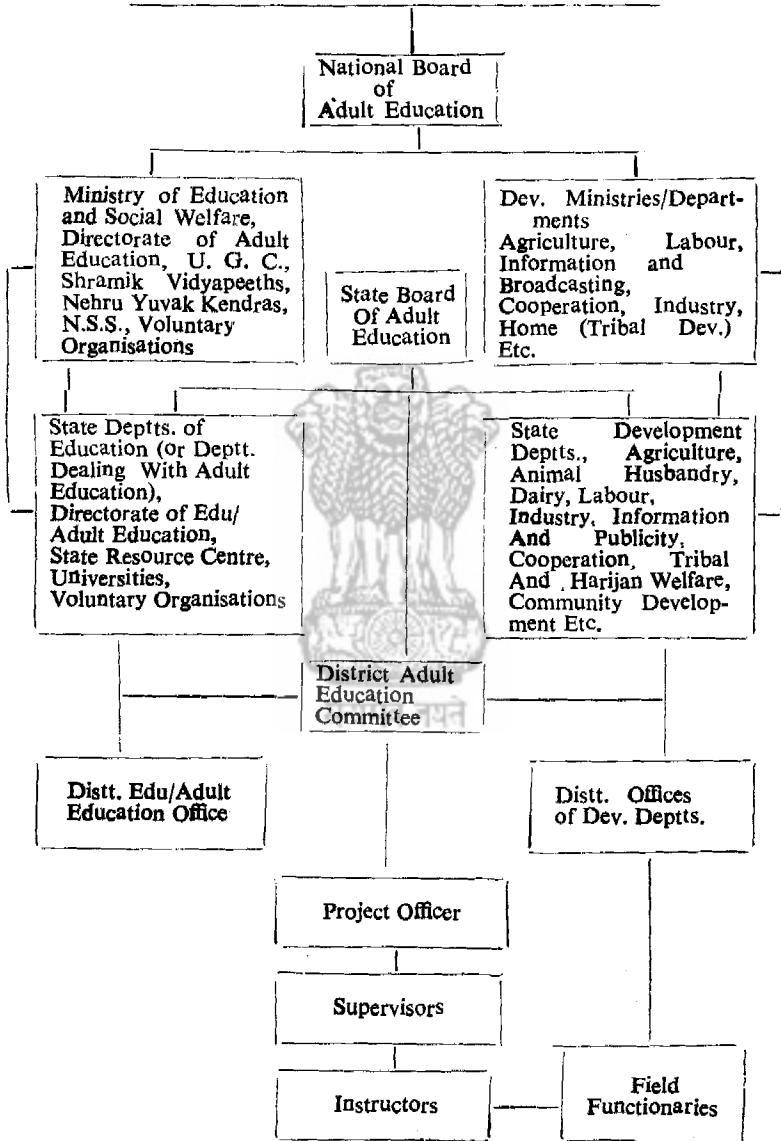 National Board
of
Adult Education
Ministry of Education
and Social Welfare,
Directorate of Adult
Education, U. G. C.,
Shramik Vidyapeeths,
Nehru Yuvak Kendras,
N.S.S., Voluntary
Organisations
Dev. Ministries/Depart-
ments
Agriculture, Labour,
Information and
Broadcasting,
Cooperation, Industry,
Home (Tribal Dev.)
Etc.
State Board
Of Adult
Education
State Deptts. of
Education (or Deptt.
Dealing With Adult
Education),
Directorate of Edu/
Adult Education,
State Resource Centre,
Universities,
Voluntary Organisations
State Development
Deptts., Agriculture,
Animal Husbandry,
Dairy, Labour,
Industry, Information
And Publicity,
Cooperation, Tribal
And Harijan Welfare,
Community Develop-
ment Etc.
District Adult
Education
Committee
Distt. Edu/Adult
Education Office
Distt. Offices
of Dev. Deptts.
Project Officer
Supervisors
Instructors
Field
Functionaries